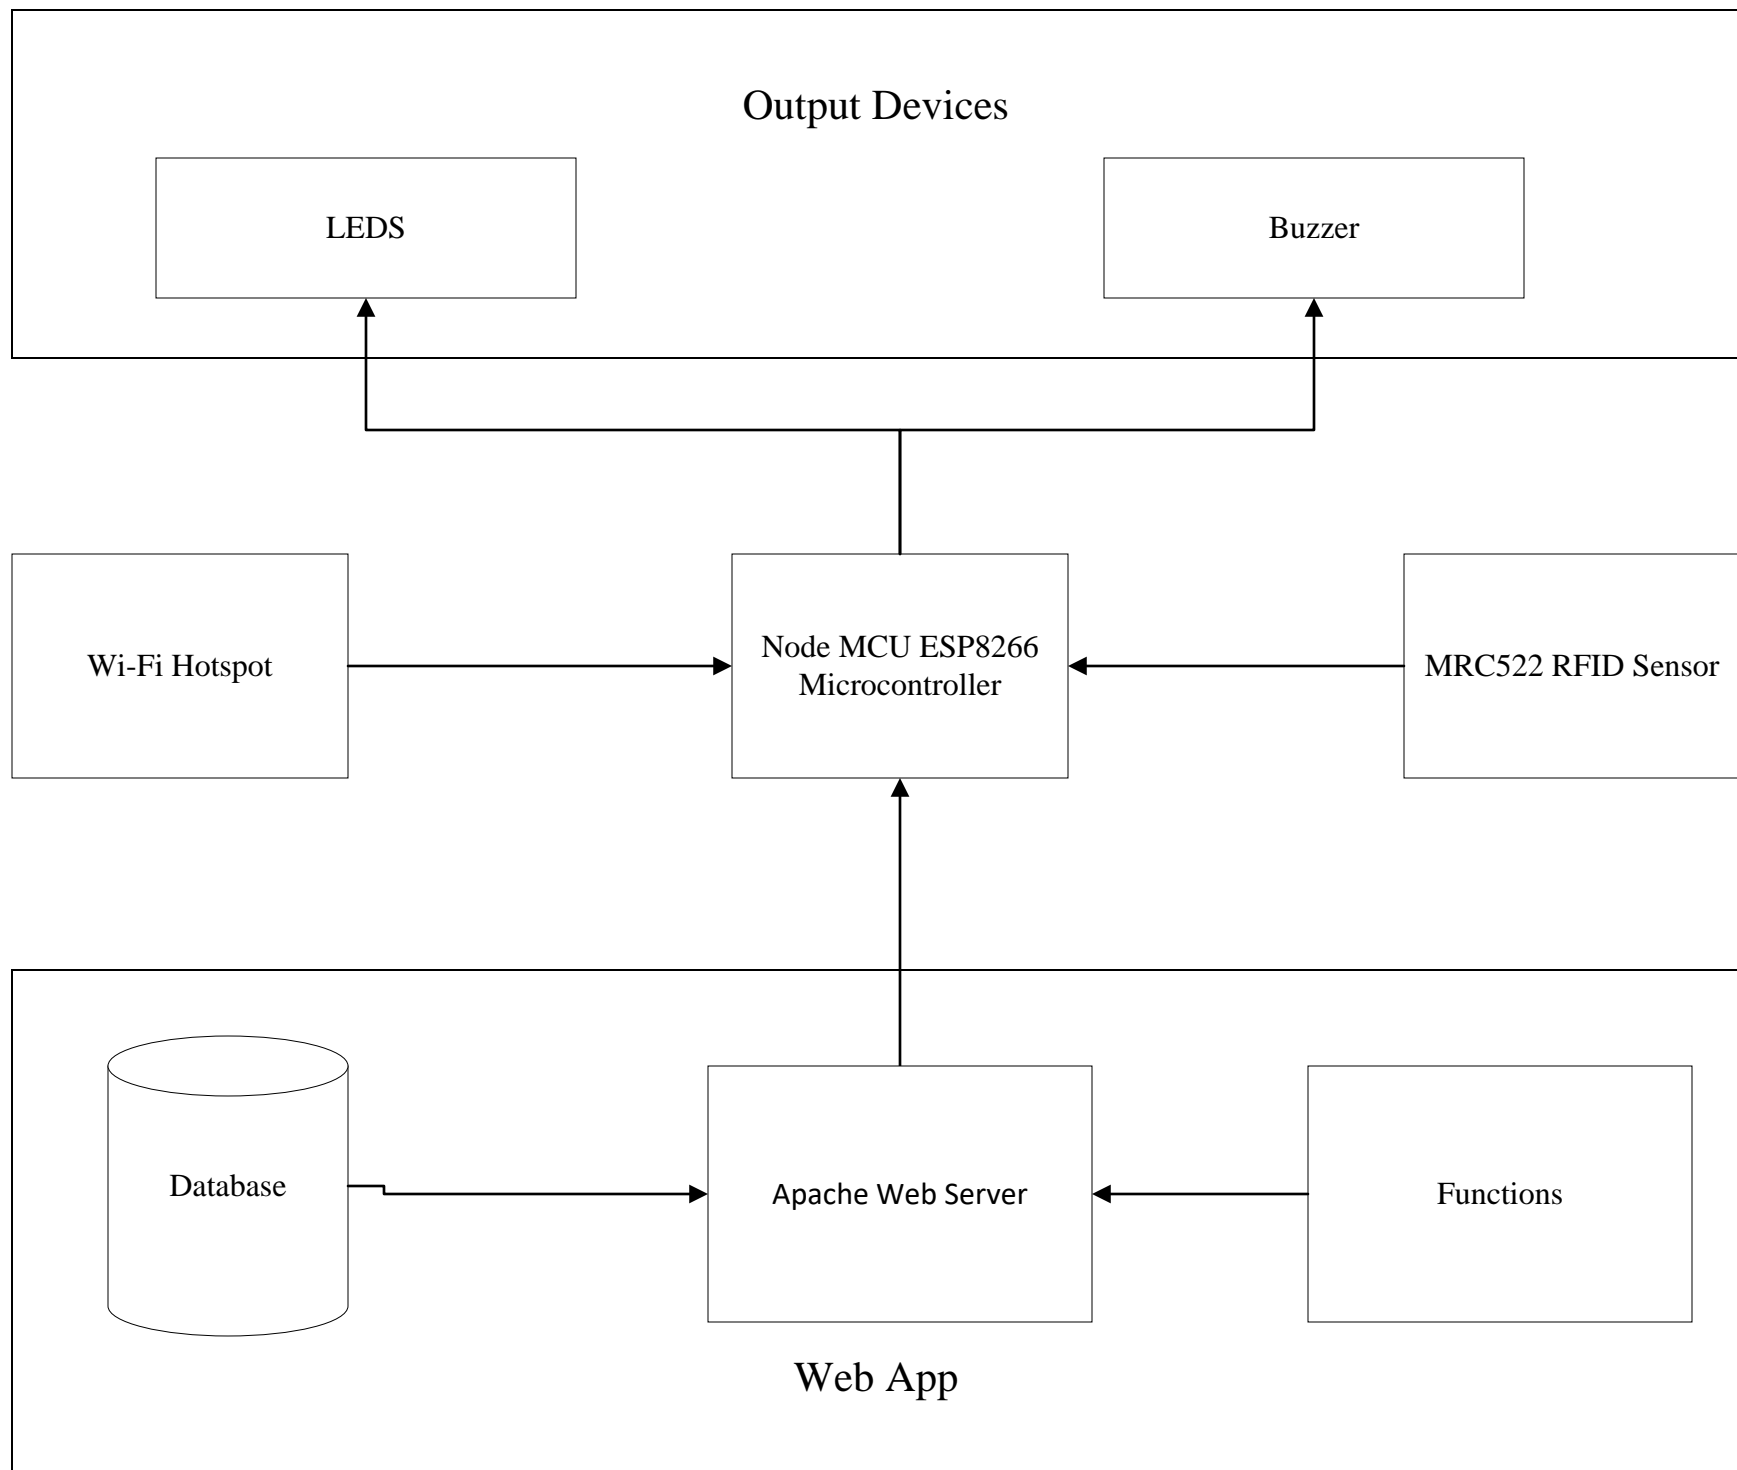 Output Devices
LEDS
Buzzer
Wi-Fi Hotspot
Node MCU ESP8266
Microcontroller
MRC522 RFID Sensor
Database
Apache Web Server
Functions
Web App